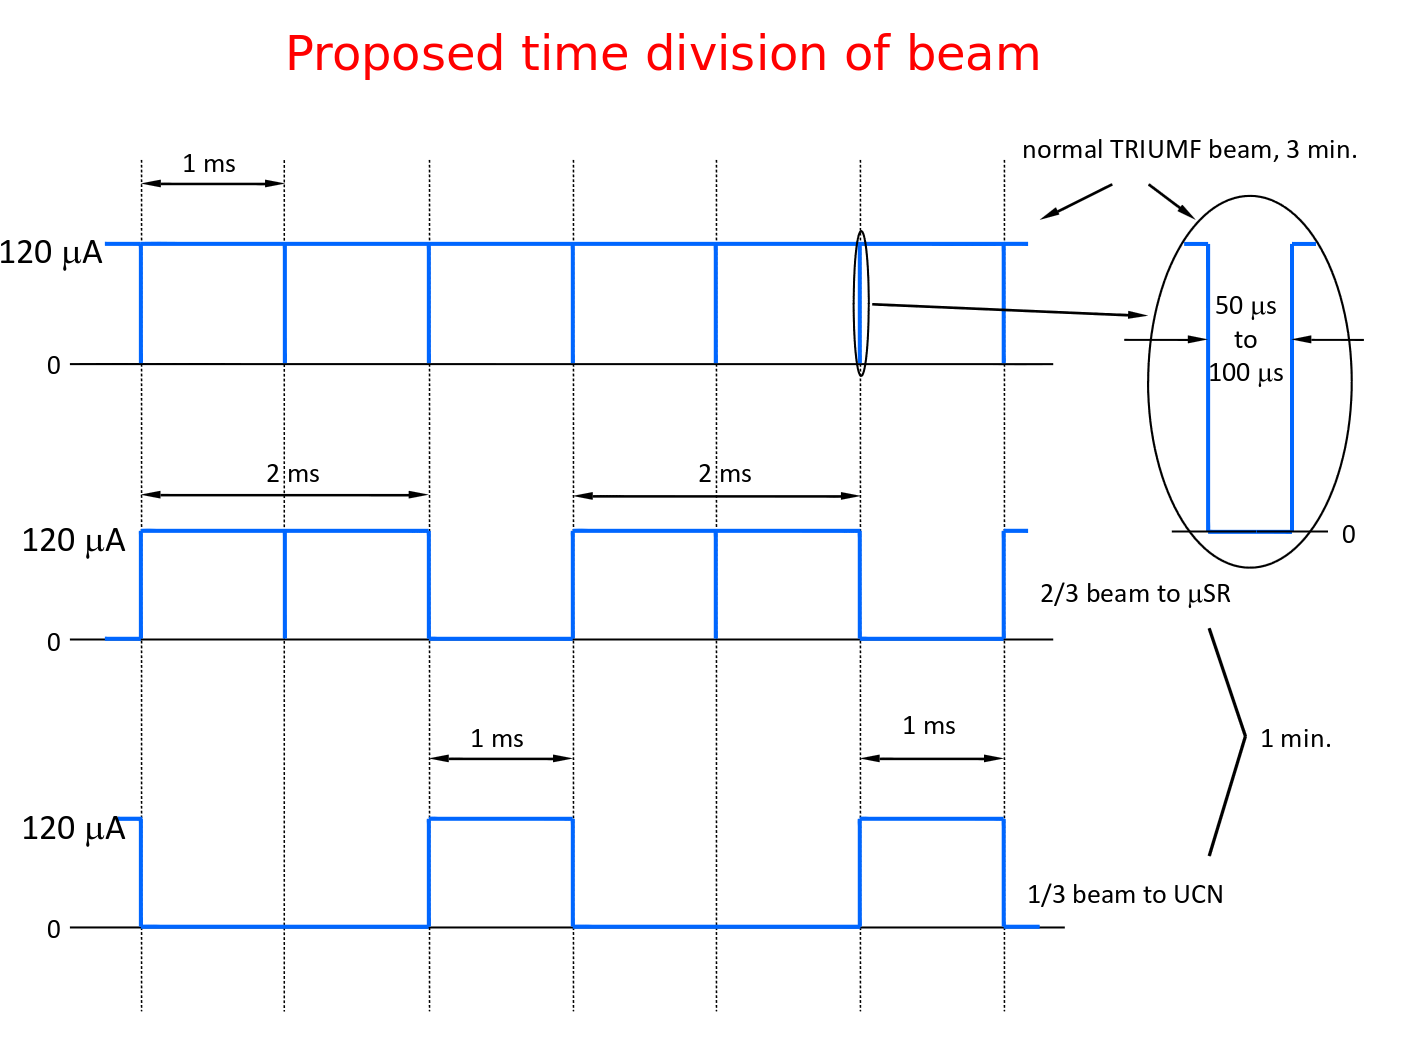 Proposed time division of beam
normal TRIUMF beam, 3 min.
1 ms
120 μA
0
50 μs
to
100 μs
0
2 ms
2 ms
120 μA
0
2/3 beam to μSR
1 ms
1 ms
1 min.
120 μA
0
1/3 beam to UCN